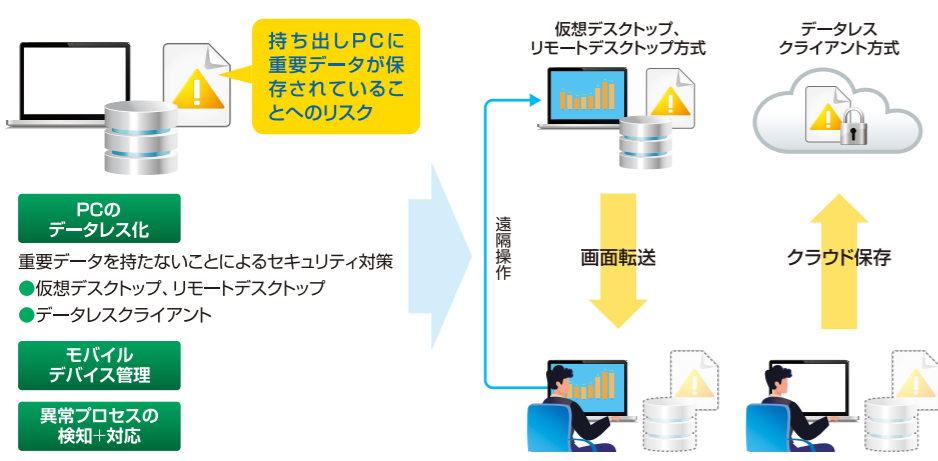 持ち出しPCに
重要データが保
存されているこ
とへのリスク
PCの
データレス化
重要データを持たないことによるセキュリティ対策
●仮想デスクトップ、リモートデスクトップ
●データレスクライアント
モバイル
デバイス管理
異常プロセスの
検知+対応
仮想デスクトップ、
リモートデスクトップ方式
遠隔操作
画面転送
データレス
クライアント方式
クラウド保存